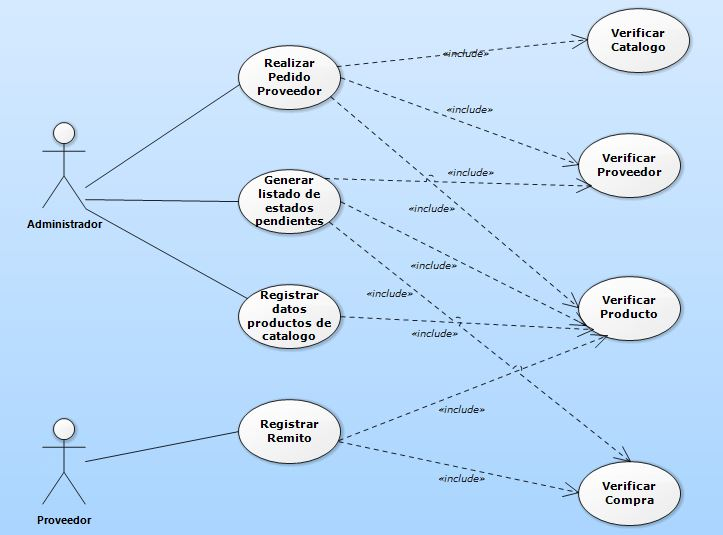 Verificar
Catalogo
Realizar
Pedido
Proveedor
«include»
«include»
Verificar
Proveedor
«include»
Generar
listado de
estados
pendientes
«include»
Administrador
«include»
Registrar
datos
productos de
catalogo
«include»
Verificar
Producto
«include»
Registrar
Remito
«include»
«include»
Verificar
Compra
Proveedor